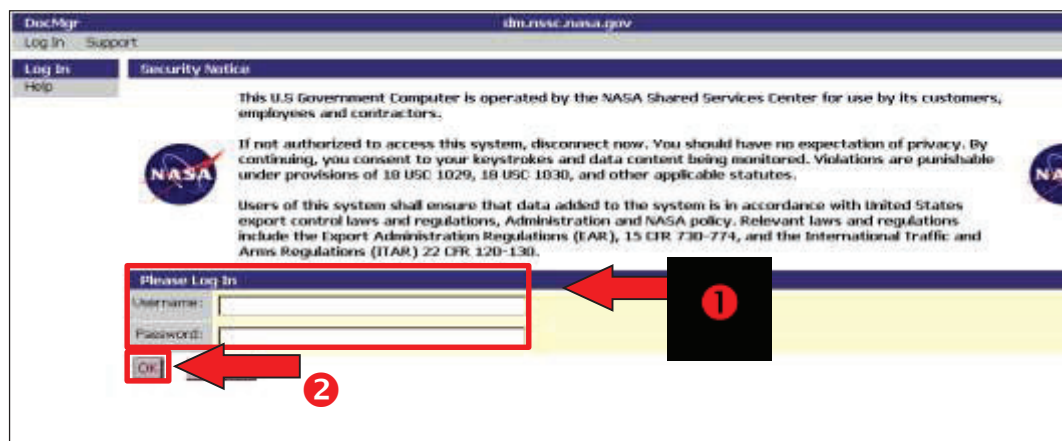 DocMgr dm.nssc.nasa.gov
Log In Support
Log In Security Notice
Help
This U.S Government Computer is operated by the NASA Shared Services Center for use by its customers,
employees and contractors.
If not authorized to access this system, disconnect now. You should have no expectation of privacy. By
continuing, you consent to your keystrokes and data content being monitored. Violations are punishable
under provisions of 18 USC 1029, 18 USC 1030, and other applicable statutes.
NASA
Users of this system shall ensure that data added to the system is in accordance with United States
export control laws and regulations, Administration and NASA policy. Relevant laws and regulations
include the Export Administration Regulations (EAR), 15 CFR 730-774, and the International Traffic and
Arms Regulations (ITAR) 22 CFR 120-130.
Please Log-In
Username:
1
Password:
OK
2